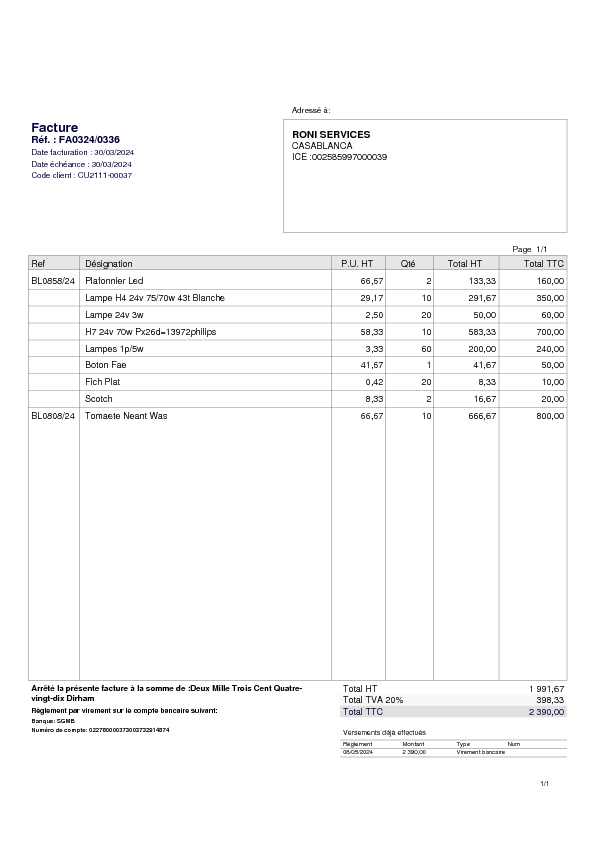 Adressé à:
Facture
Réf. : FA0324/0336
Date facturation : 30/03/2024
Date échéance : 30/03/2024
Code client : CU2111-00037
RONI SERVICES
CASABLANCA
ICE :002585997000039
Page 1/1
Ref Désignation P.U. HT Qté Total HT Total TTC
BL0858/24 Plafonnier Led 66,67 2 133,33 160,00
Lampe H4 24v 75/70w 43t Blanche 29,17 10 291,67 350,00
Lampe 24v 3w 2,50 20 50,00 60,00
H7 24v 70w Px26d=13972philips 58,33 10 583,33 700,00
Lampes 1p/5w 3,33 60 200,00 240,00
Boton Fae 41,67 1 41,67 50,00
Fich Plat 0,42 20 8,33 10,00
Scotch 8,33 2 16,67 20,00
BL0808/24 Tomaete Neant Was 66,67 10 666,67 800,00
Arrêté la présente facture à la somme de :Deux Mille Trois Cent Quatre-
vingt-dix Dirham
Règlement par virement sur le compte bancaire suivant:
Banque: SGMB
Numéro de compte:
Total HT 1 991,67
Total TVA 20% 398,33
Total TTC 2 390,00
Versements déjà effectués
Règlement Montant Type Num
08/05/2024 2 390,00 Virement bancaire
1/1